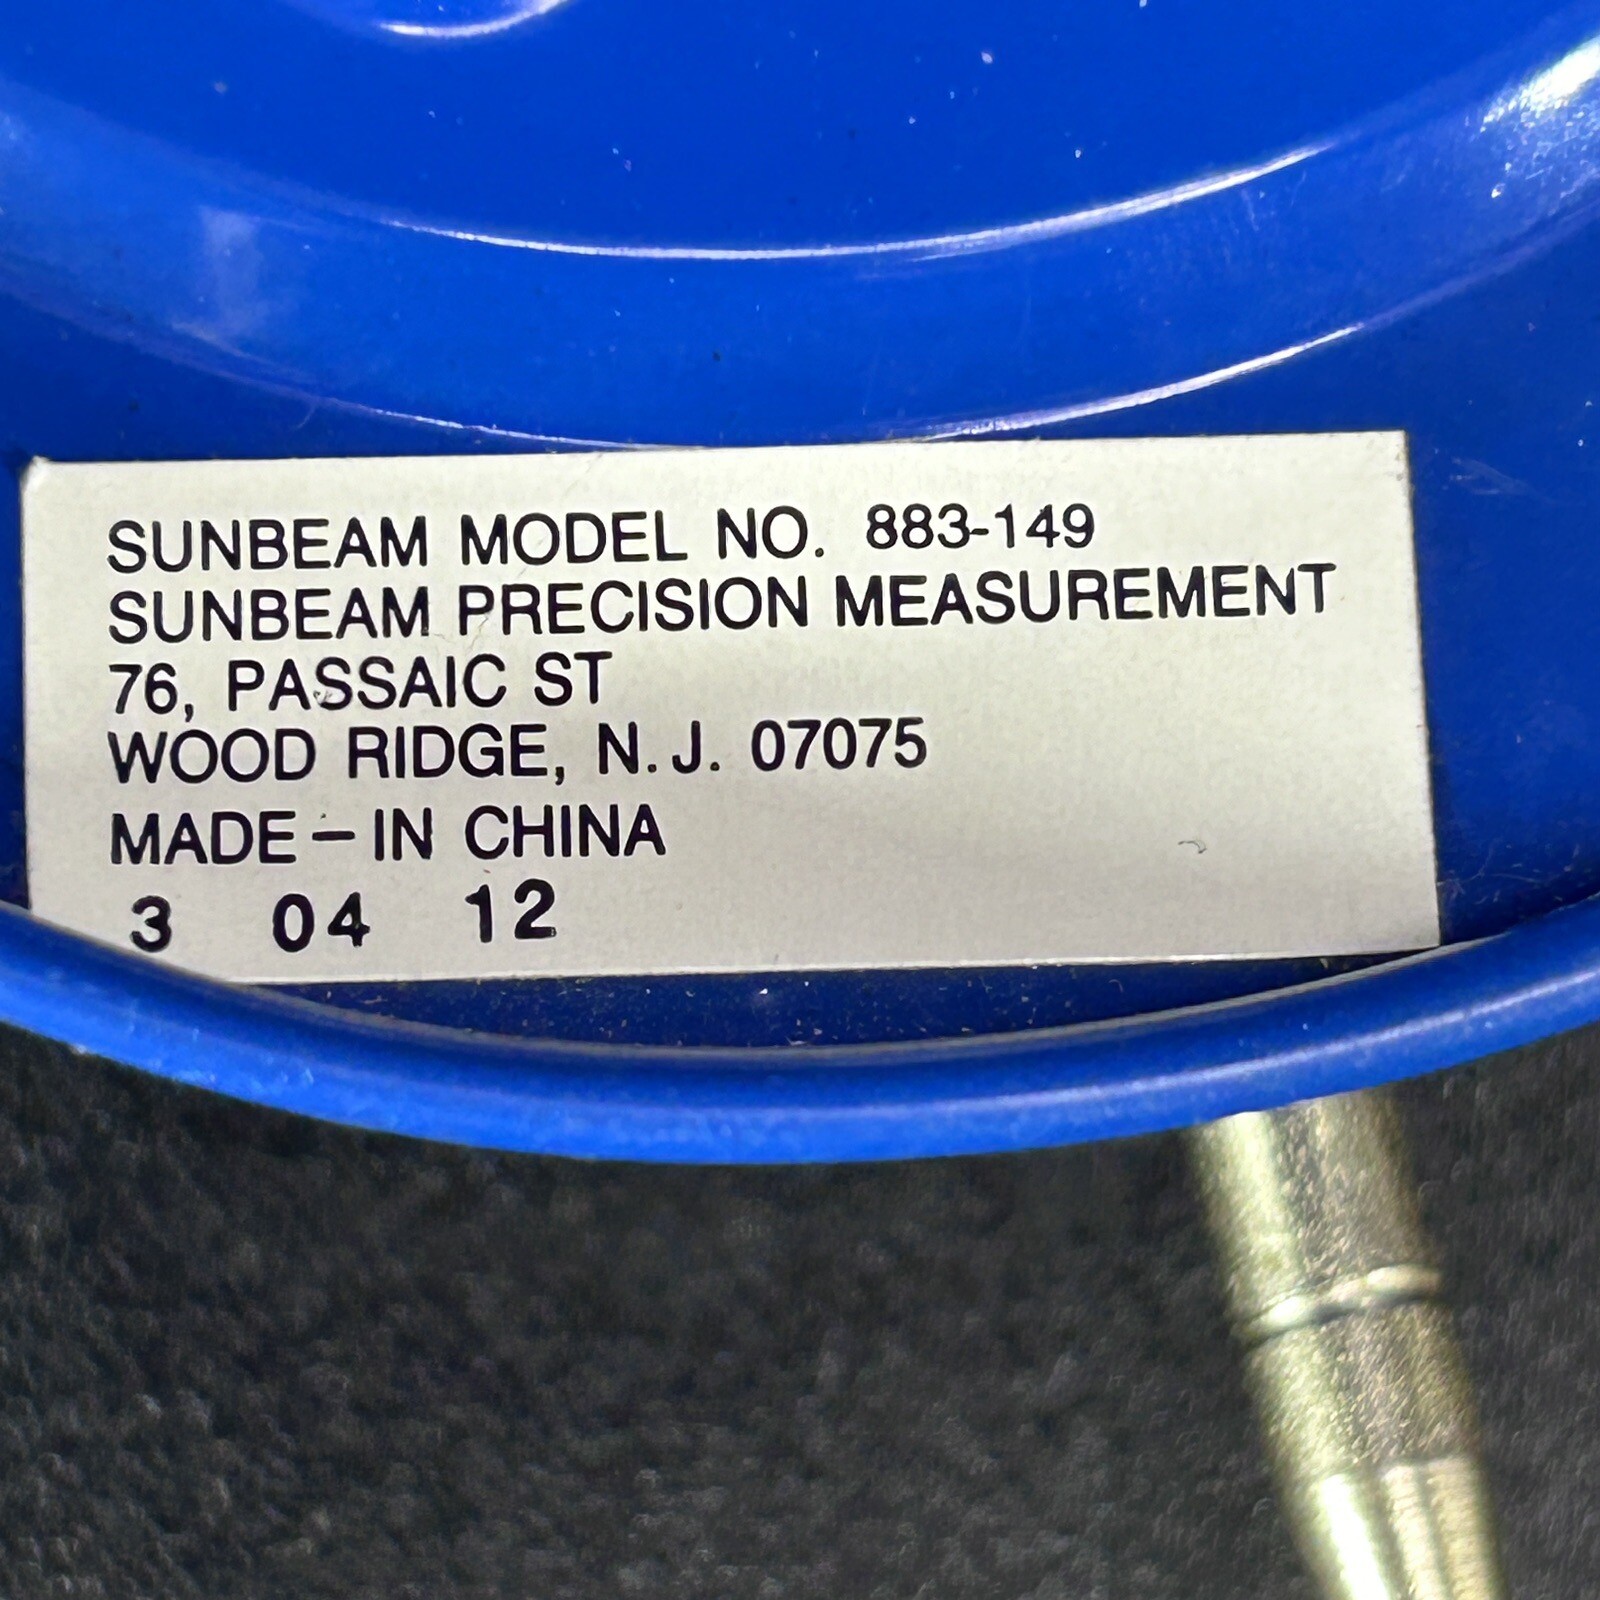 SUNBEAM MODEL NO. 883-149
SUNBEAM PRECISION MEASUREMENT
76, PASSAIC ST
WOOD RIDGE, N.J. 07075
MADE – IN CHINA
3 04 12